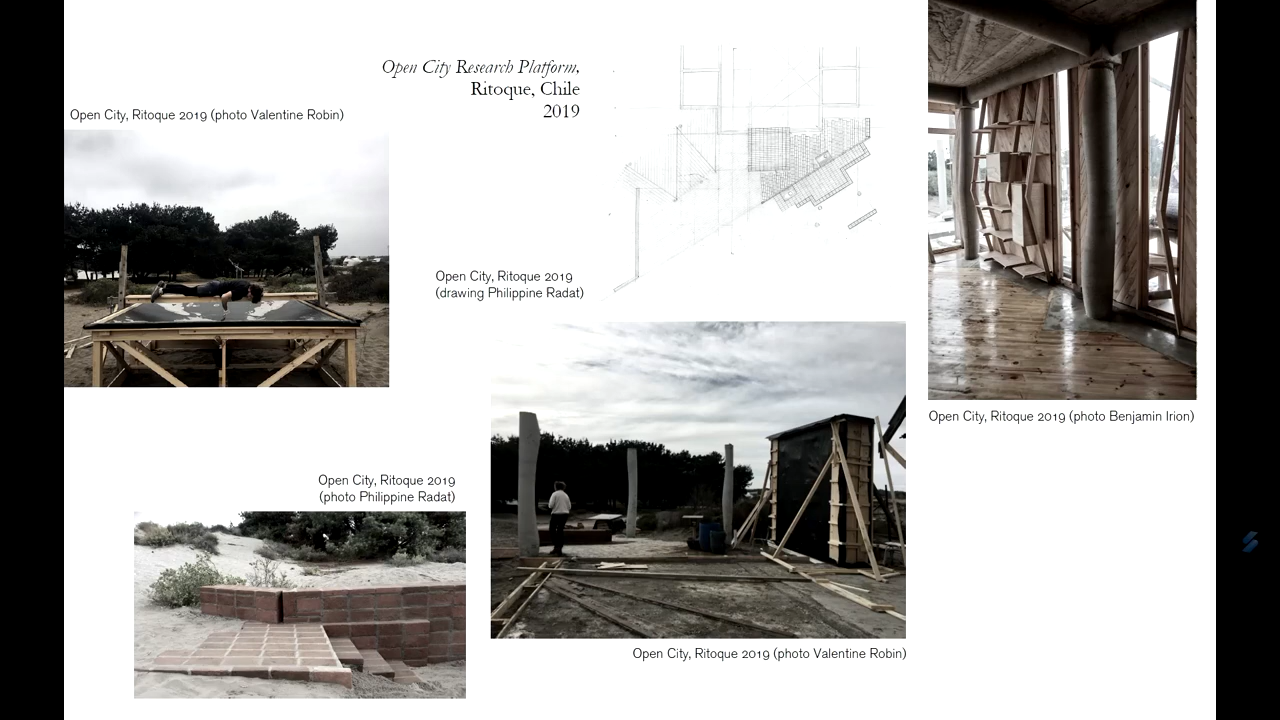 Open City Research Platform,
Ritoque, Chile
2019
Open City, Ritoque 2019 (photo Valentine Robin)
Open City, Ritoque 2019
(drawing Philippine Radat)
Open City, Ritoque 2019 (photo Benjamin Irion)
Open City, Ritoque 2019
(photo Philippine Radat)
Open City, Ritoque 2019 (photo Valentine Robin)